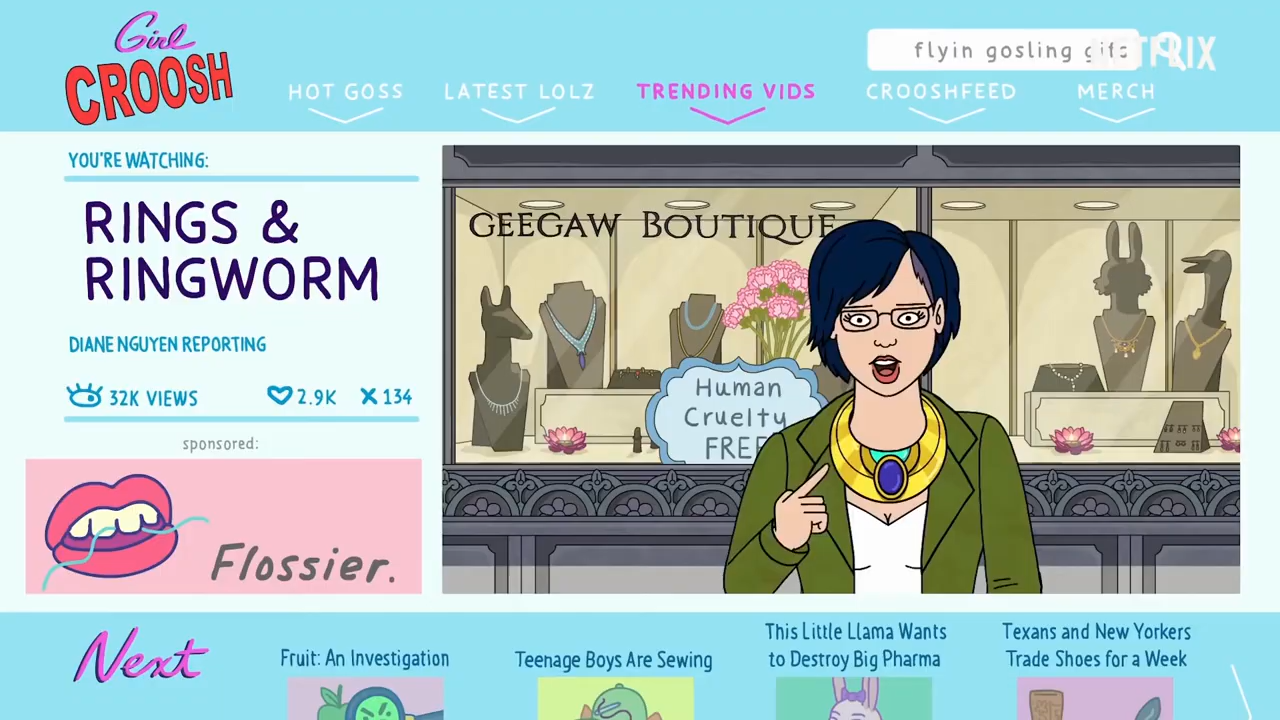 Girl
CROOSH
flyin gosling gifs
NETFLIX
HOT GOSS
LATEST LOLZ
TRENDING VIDS
CROOSHFEED
MERCH
YOU'RE WATCHING:
RINGS &
RINGWORM
DIANE NGUYEN REPORTING
32K VIEWS
2.9K
134
sponsored:
Flossier.
GEEGAW BOUTIQUE
Human
Cruelty
FREE
Next
Fruit: An Investigation
Teenage Boys Are Sewing
This Little Llama Wants
to Destroy Big Pharma
Texans and New Yorkers
Trade Shoes for a Week